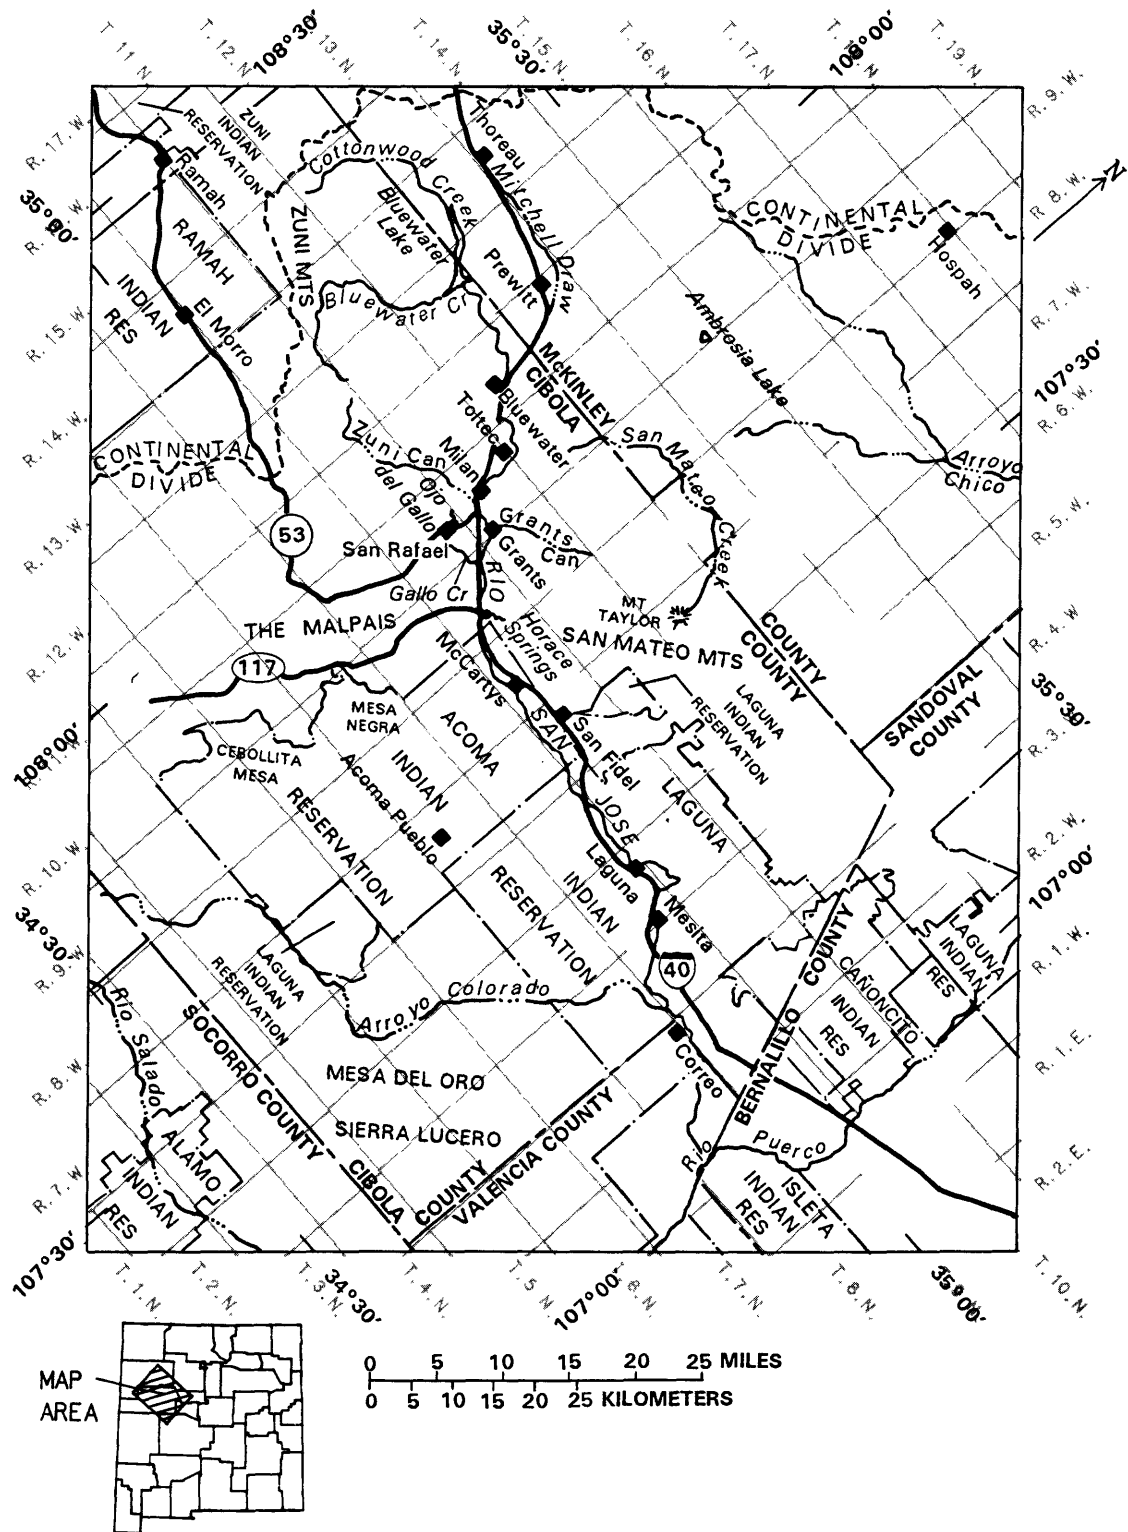 T. 11 N.
T. 12 N.
108°30'
T. 13 N.
T. 14 N.
35°30'
T. 15 N.
T. 16 N.
T. 17 N.
108°00'
T. 19 N.
R. 9. W.
R. 17 W.
ZUNI
INDIAN
RESERVATION
ZUNI
INDIAN
Thoreau
Cottonwood Creek
Mitchell Draw
Ramah
R. 8. W.
N
35°00'
RAMAH
INDIAN
RES
ZUNI MTS
Bluewater
Lake
CONTINENTAL
DIVIDE
Hospah
Prewitt
Bluewater Cr
R. 7. W.
El Morro
R. 15. W.
Ambrosia Lake
107°30'
McKINLEY
CIBOLA
R. 6. W.
Bluewater
Toltec
San Mateo Creek
R. 14. W.
CONTINENTAL
DIVIDE
Zuni Can
Milan
Arroyo
Chico
Ojo
del Gallo
53
Grants
Can
R. 5. W.
San Rafael
Grants
R. 13. W.
Gallo Cr
RIO
MT
TAYLOR
THE MALPAIS
Horace
Springs
SAN MATEO MTS
COUNTY
COUNTY
R. 4. W.
R. 12. W.
117
McCartys
SANDOVAL
COUNTY
35°30'
MESA
NEGRA
ACOMA
SAN
San Fidel
LAGUNA
INDIAN
RESERVATION
R. 3. W.
108°00'
CEBOLLITA
MESA
INDIAN
Acoma Pueblo
RESERVATION
JOSE
LAGUNA
R. 2. W.
R. 10. W.
Laguna
107°00'
RESERVATION
INDIAN
Mesita
34°30'
R. 9. W.
COUNTY
LAGUNA
INDIAN
RES
R. 1. W.
LAGUNA
INDIAN
RESERVATION
40
CAÑONCITO
INDIAN
RES
Arroyo Colorado
Rio Salado
SOCORRO COUNTY
Correo
BERNALILLO
R. 1. E.
R. 8. W.
MESA DEL ORO
SIERRA LUCERO
ALAMO
INDIAN
RES
CIBOLA
COUNTY
VALENCIA COUNTY
Rio Puerco
ISLETA
INDIAN
RES
R. 2. E.
R. 7. W.
107°30'
T. 1. N.
T. 2. N.
T. 3. N.
34°30'
T. 4. N.
T. 5. N.
107°00'
T. 6. N.
T. 7. N.
T. 8. N.
35°00'
T. 10. N.
MAP
AREA
0 5 10 15 20 25 MILES
0 5 10 15 20 25 KILOMETERS